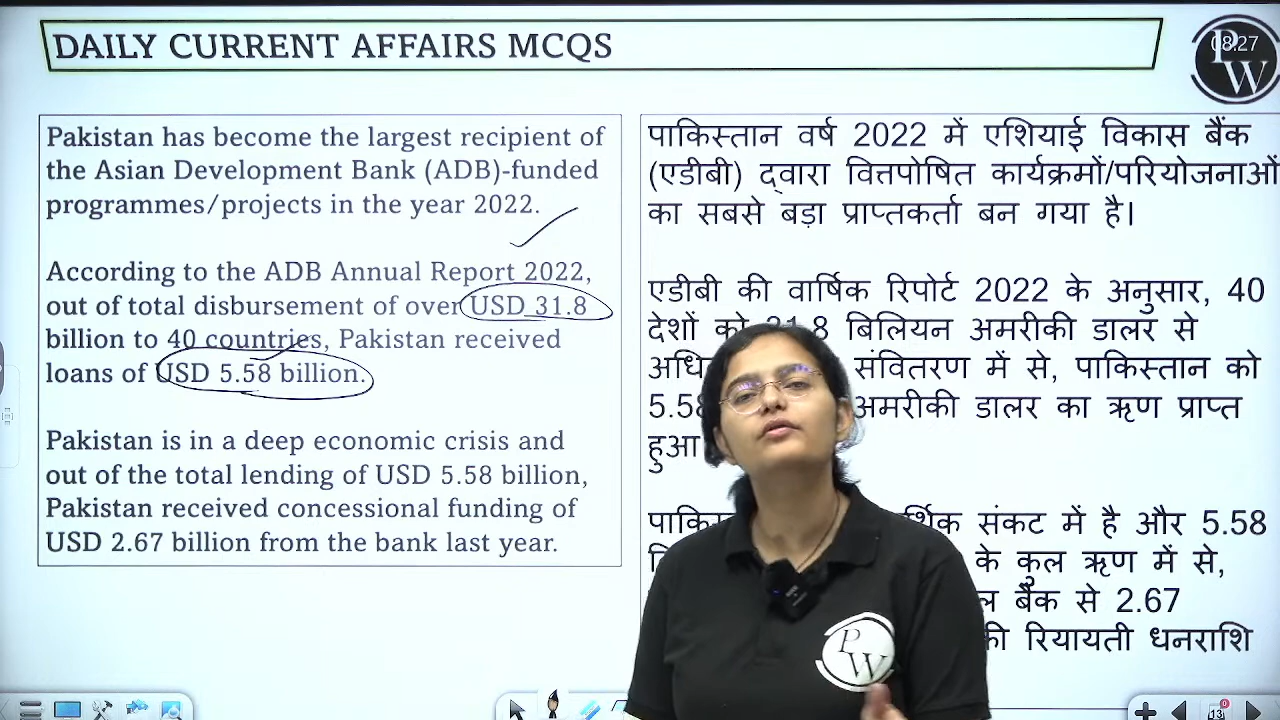 DAILY CURRENT AFFAIRS MCQS
08:27
PW
Pakistan has become the largest recipient of
the Asian Development Bank (ADB)-funded
programmes/projects in the year 2022.
According to the ADB Annual Report 2022,
out of total disbursement of over USD 31.8
billion to 40 countries, Pakistan received
loans of USD 5.58 billion.
Pakistan is in a deep economic crisis and
out of the total lending of USD 5.58 billion,
Pakistan received concessional funding of
USD 2.67 billion from the bank last year.
पाकिस्तान वर्ष 2022 में एशियाई विकास बैंक
(एडीबी) द्वारा वित्तपोषित कार्यक्रमों/परियोजनाओं
का सबसे बड़ा प्राप्तकर्ता बन गया है।
एडीबी की वार्षिक रिपोर्ट 2022 के अनुसार, 40
देशों को 31.8 बिलियन अमरीकी डालर से
संवितरण में से, पाकिस्तान को
5.58 अमरीकी डालर का ऋण प्राप्त
हुआ
संकट में है और 5.58
के कुल ऋण में से,
बैंक से 2.67
की रियायती धनराशि
PW